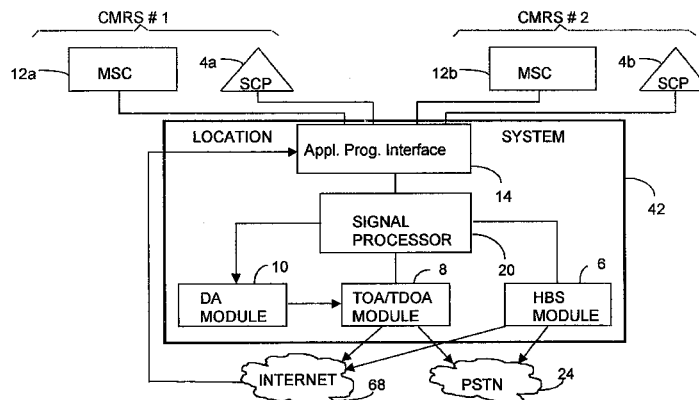 CMRS # 1
CMRS # 2
12a
MSC
4a
SCP
12b
MSC
4b
SCP
LOCATION
SYSTEM
Appl. Prog. Interface
14
42
SIGNAL
PROCESSOR
20
10
8
6
DA
MODULE
TOA/TDOA
MODULE
HBS
MODULE
INTERNET
68
PSTN
24